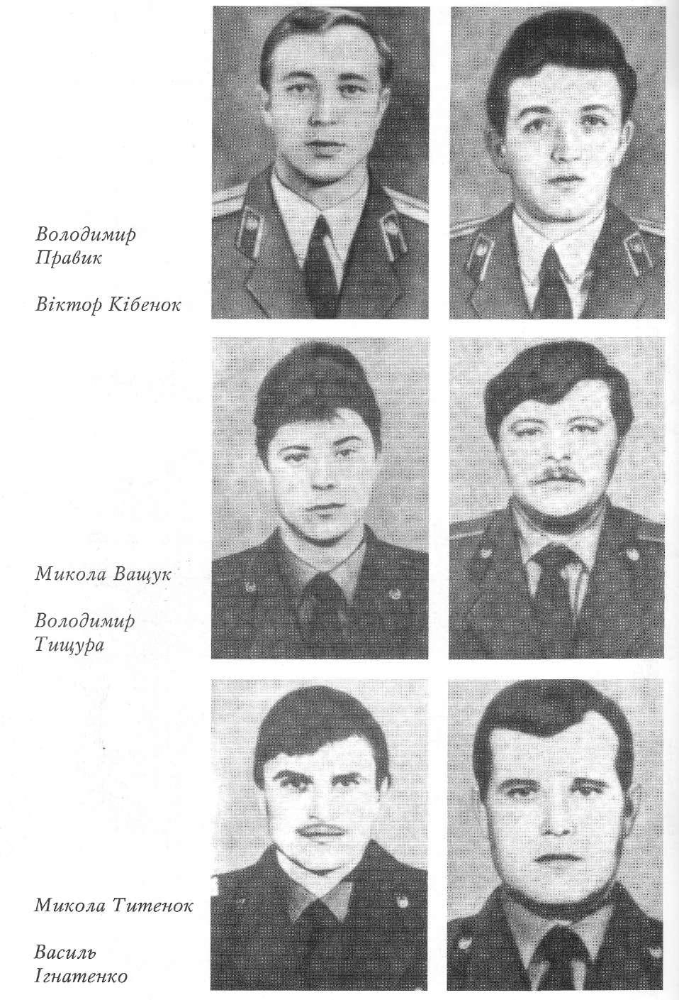 Володимир
Правик
Віктор Кібенок
Микола Ващук
Володимир
Тищура
Микола Титенок
Василь
Ігнатенко